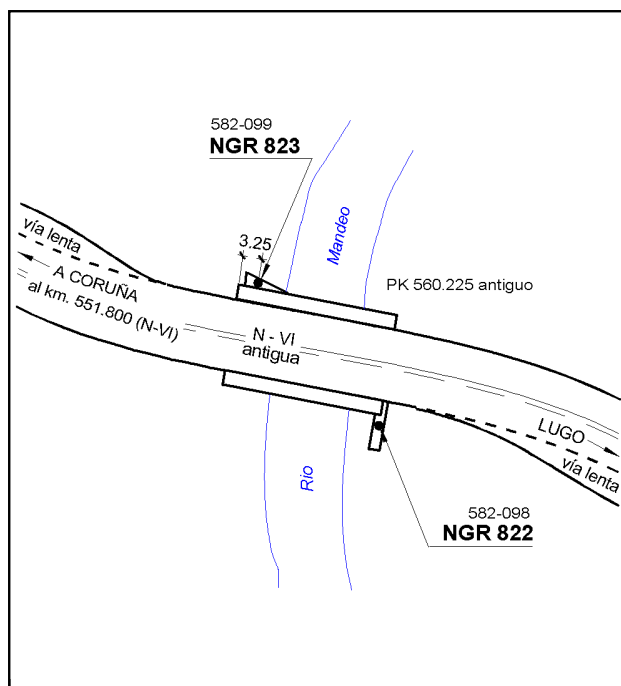 582-099
NGR 823
vía lenta
3.25
Mandeo
A CORUÑA
al km. 551.800 (N-VI)
PK 560.225 antiguo
N - VI
antigua
LUGO
vía lenta
Rio
582-098
NGR 822